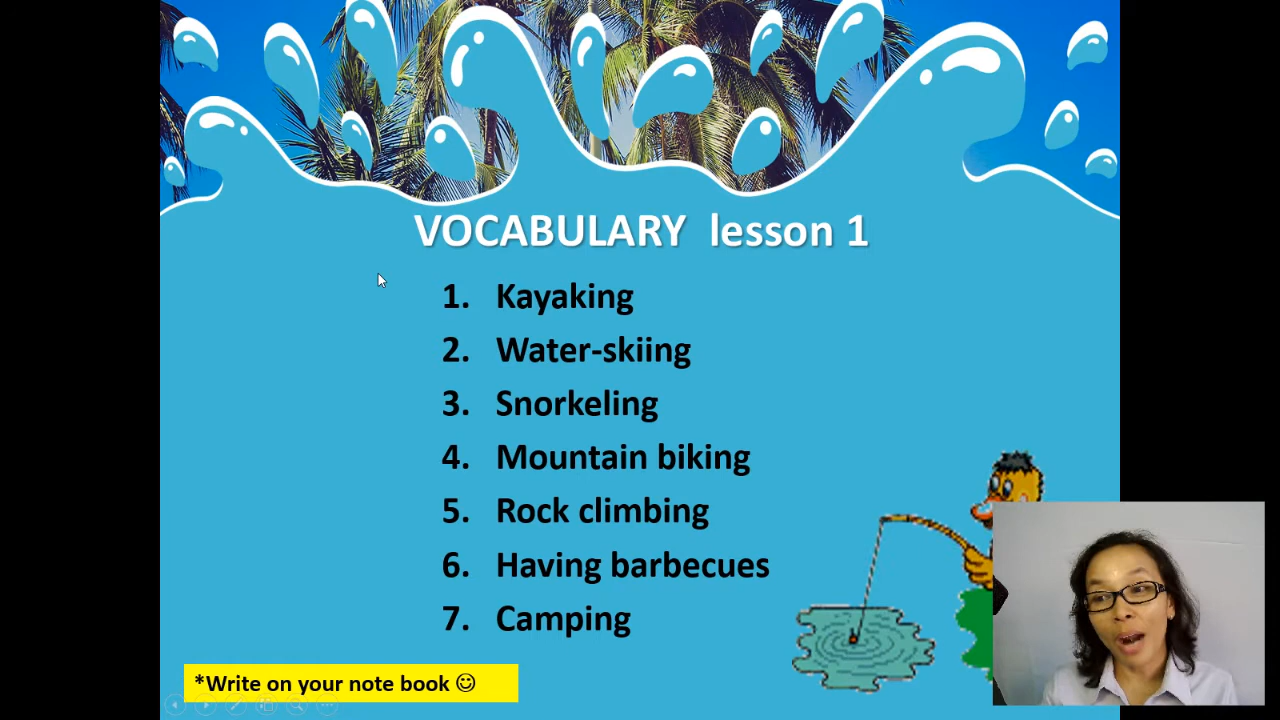 VOCABULARY lesson 1
1. Kayaking
2. Water-skiing
3. Snorkeling
4. Mountain biking
5. Rock climbing
6. Having barbecues
7. Camping
*Write on your note book ☺